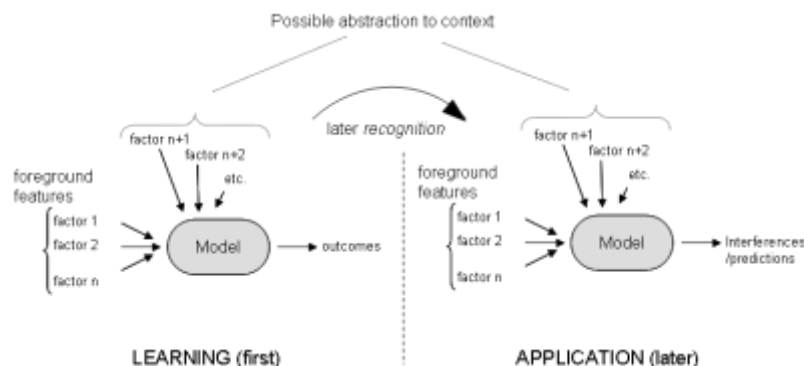 Possible abstraction to context
later recognition
factor n+1
factor n+2
etc.
foreground
features
factor 1
factor 2
factor n
Model
outcomes
LEARNING (first)
factor n+1
factor n+2
etc.
foreground
features
factor 1
factor 2
factor n
Model
Interferences
/predictions
APPLICATION (later)